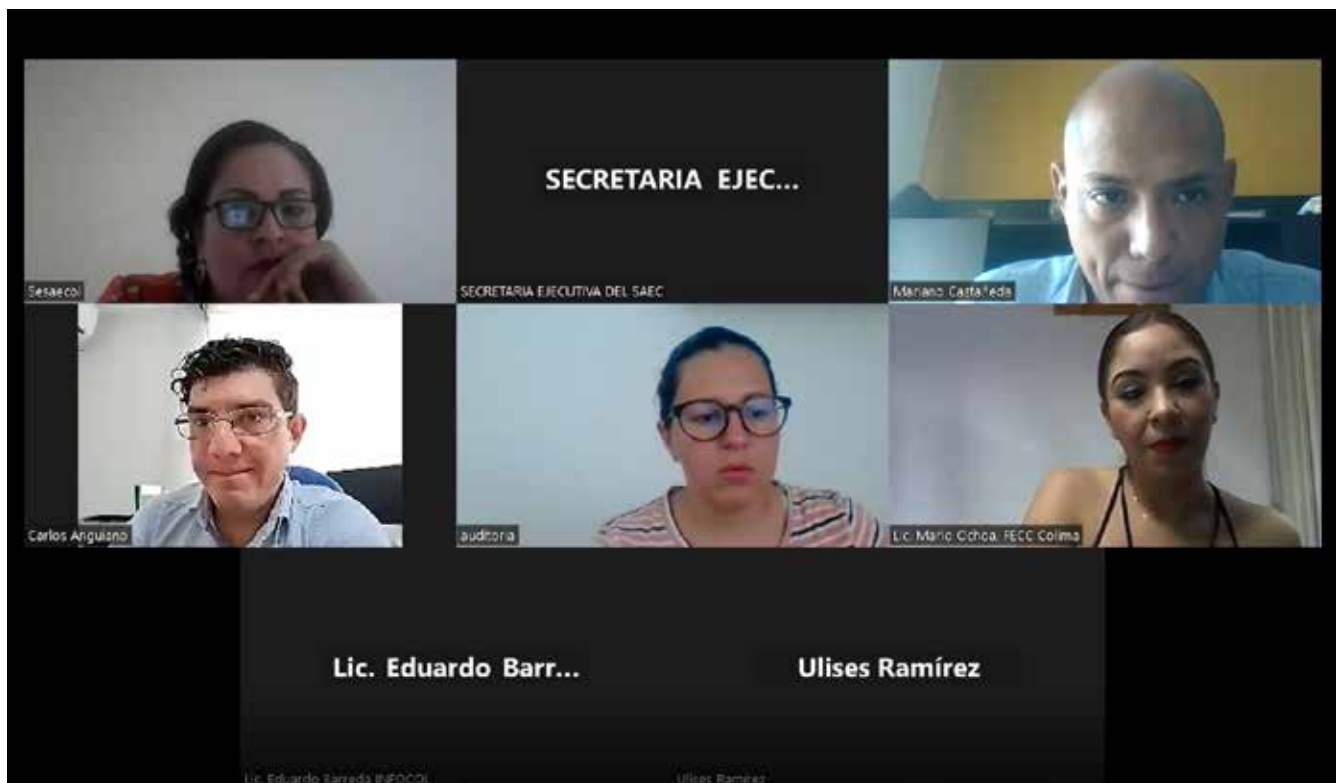 SECRETARIA EJEC...
Sesaecol
SECRETARIA EJECUTIVA DEL SAEC
Mariano Castañeda
Carlos Anguiano
auditoria
Lic. Mario Ochoa, FECC Colima
Lic. Eduardo Barr...
Ulises Ramírez
Lic. Eduardo Barreda INFOCOL
Ulises Ramírez